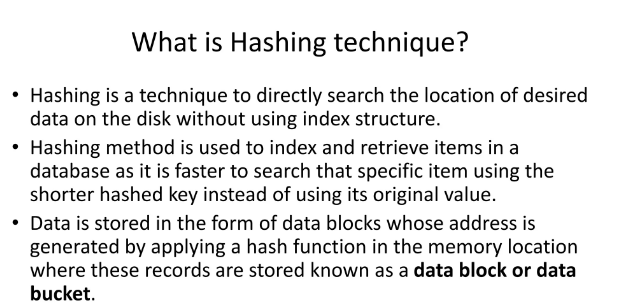 What is Hashing technique?
• Hashing is a technique to directly search the location of desired
data on the disk without using index structure.
• Hashing method is used to index and retrieve items in a
database as it is faster to search that specific item using the
shorter hashed key instead of using its original value.
• Data is stored in the form of data blocks whose address is
generated by applying a hash function in the memory location
where these records are stored known as a data block or data
bucket.